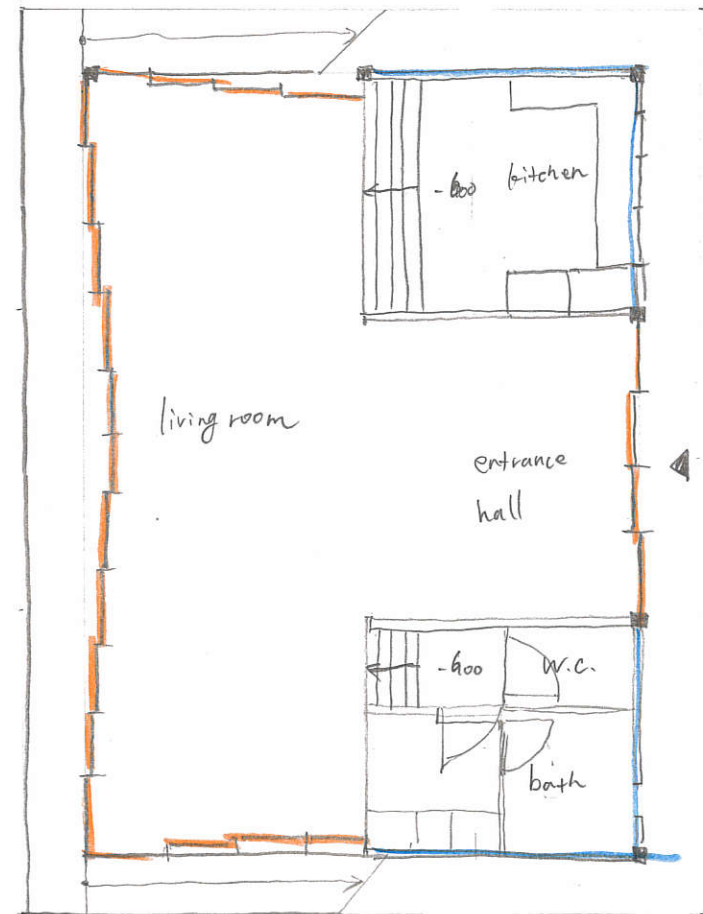 -600 kitchen
living room
entrance
hall
-600 w.c.
bath